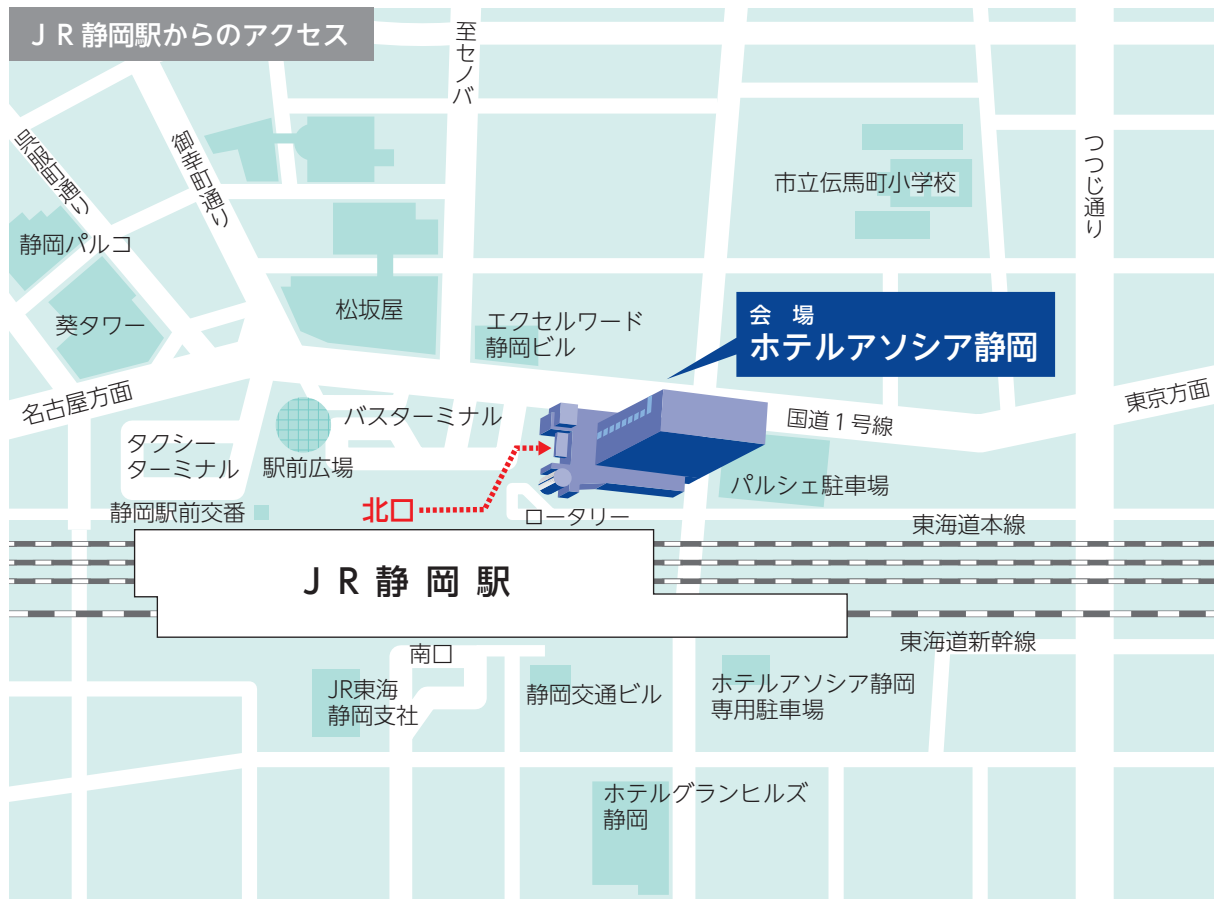 ＪＲ静岡駅からのアクセス
至セノバ
呉服町通り
御幸町通り
つつじ通り
市立伝馬町小学校
静岡パルコ
葵タワー
松坂屋
エクセルワード
静岡ビル
会 場
ホテルアソシア静岡
名古屋方面
東京方面
国道１号線
バスターミナル
タクシー
ターミナル
駅前広場
パルシェ駐車場
静岡駅前交番
北口
ロータリー
東海道本線
ＪＲ静岡駅
東海道新幹線
南口
JR東海
静岡支社
静岡交通ビル
ホテルアソシア静岡
専用駐車場
ホテルグランヒルズ
静岡